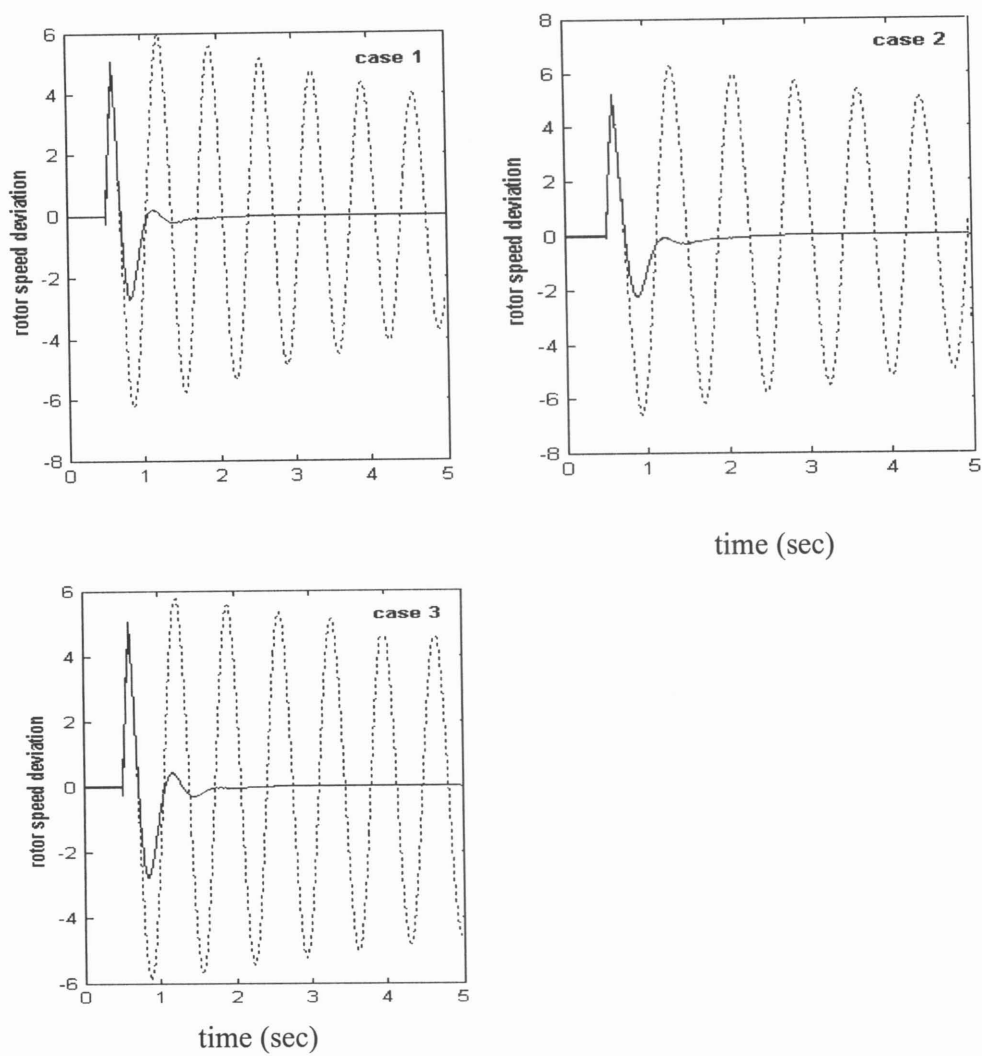 case 1
6
4
2
0
-2
-4
-6
-8
rotor speed deviation
0 1 2 3 4 5
case 2
8
6
4
2
0
-2
-4
-6
-8
rotor speed deviation
0 1 2 3 4 5
time (sec)
case 3
6
4
2
0
-2
-4
-6
rotor speed deviation
0 1 2 3 4 5
time (sec)